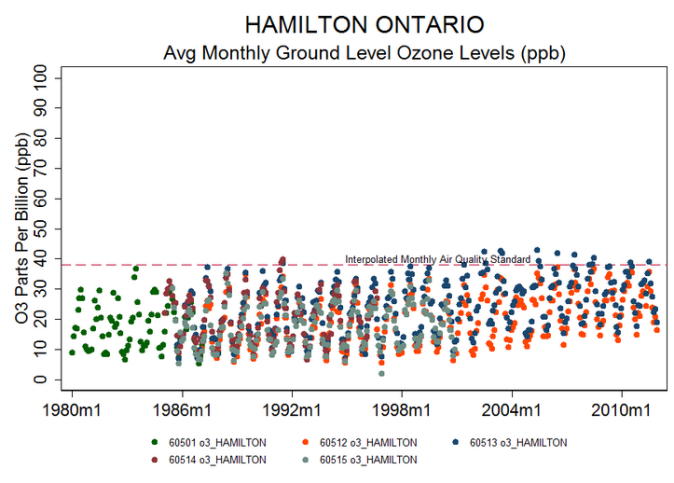 HAMILTON ONTARIO
Avg Monthly Ground Level Ozone Levels (ppb)
O3 Parts Per Billion (ppb)
100
90
80
70
60
50
40
30
20
10
0
Interpolated Monthly Air Quality Standard
1980m1 1986m1 1992m1 1998m1 2004m1 2010m1
60501 o3_HAMILTON 60512 o3_HAMILTON 60513 o3_HAMILTON
60514 o3_HAMILTON 60515 o3_HAMILTON